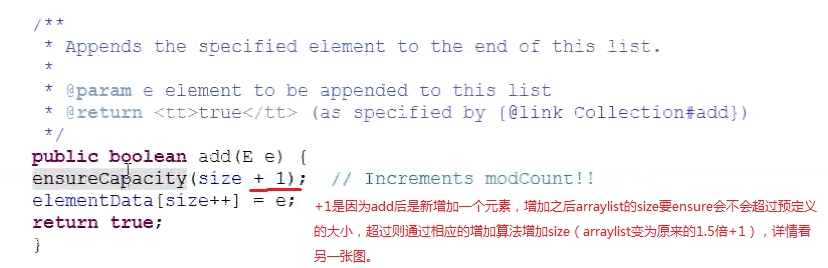 /**
* Appends the specified element to the end of this list.
*
* @param e element to be appended to this list
* @return <tt>true</tt> (as specified by {@link Collection#add})
*/
public boolean add(E e) {
ensureCapacity(size + 1);  // Increments modCount!!
elementData[size++] = e;
return true;
}
+1是因为add后是新增加一个元素，增加之后arraylist的size要ensure会不会超过预定义
的大小，超过则通过相应的增加算法增加size（arraylist变为原来的1.5倍+1），详情看
另一张图。